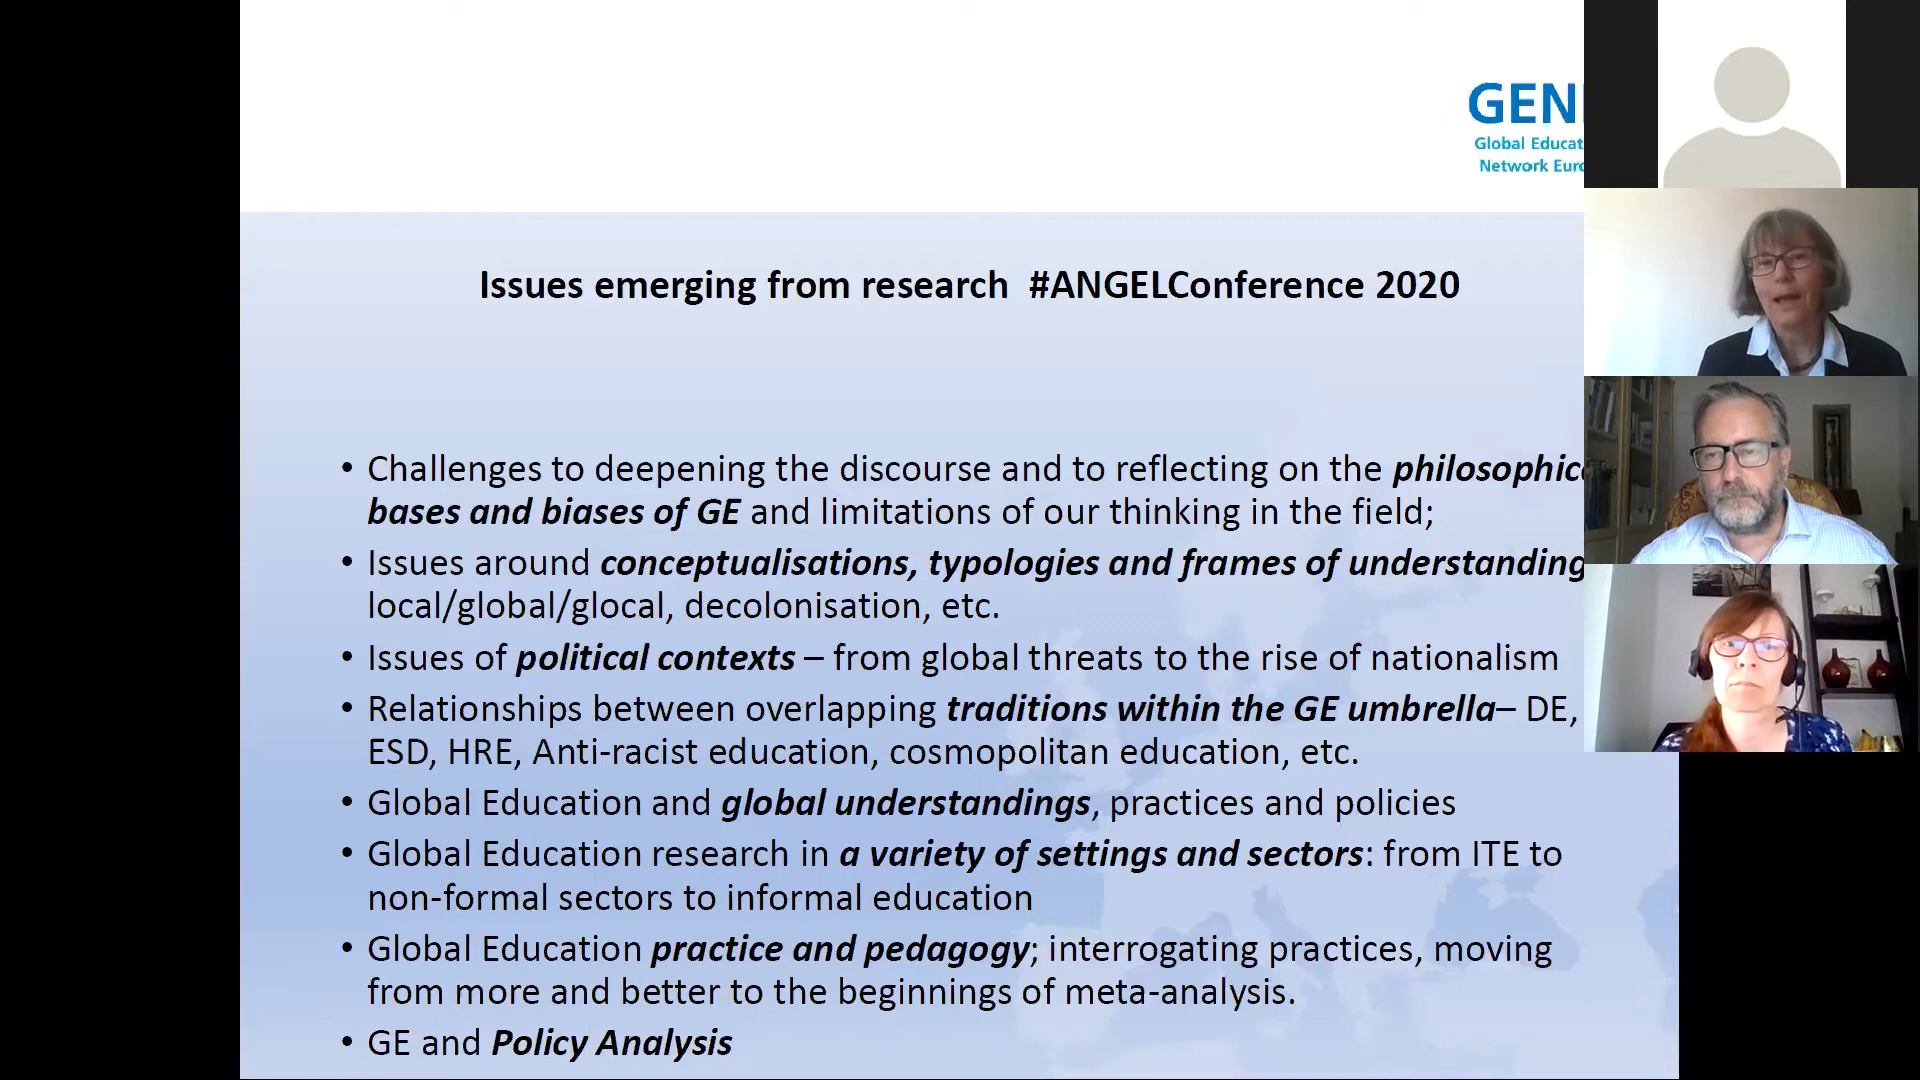 GEN
Global Educat
Network Euro
Issues emerging from research #ANGELConference 2020
• Challenges to deepening the discourse and to reflecting on the philosophic
bases and biases of GE and limitations of our thinking in the field;
• Issues around conceptualisations, typologies and frames of understanding
local/global/glocal, decolonisation, etc.
• Issues of political contexts – from global threats to the rise of nationalism
• Relationships between overlapping traditions within the GE umbrella– DE,
ESD, HRE, Anti-racist education, cosmopolitan education, etc.
• Global Education and global understandings, practices and policies
• Global Education research in a variety of settings and sectors: from ITE to
non-formal sectors to informal education
• Global Education practice and pedagogy; interrogating practices, moving
from more and better to the beginnings of meta-analysis.
• GE and Policy Analysis